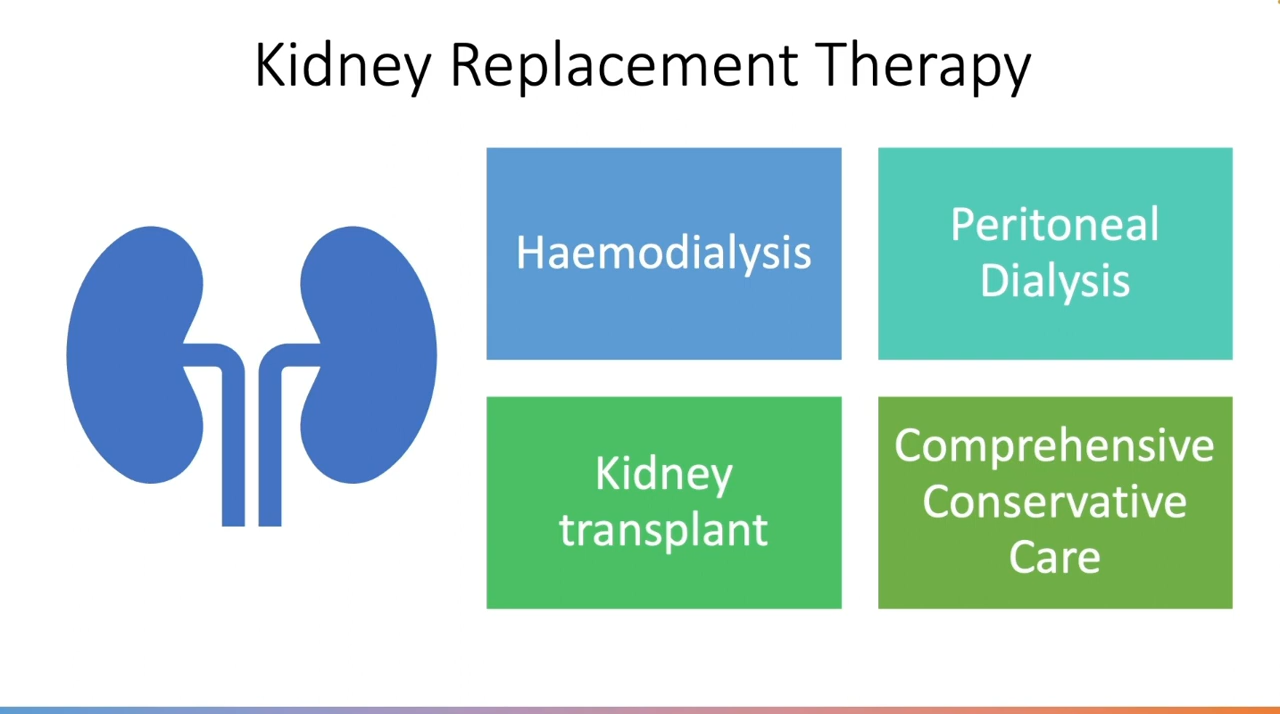 Kidney Replacement Therapy
Haemodialysis
Peritoneal
Dialysis
Kidney
transplant
Comprehensive
Conservative
Care